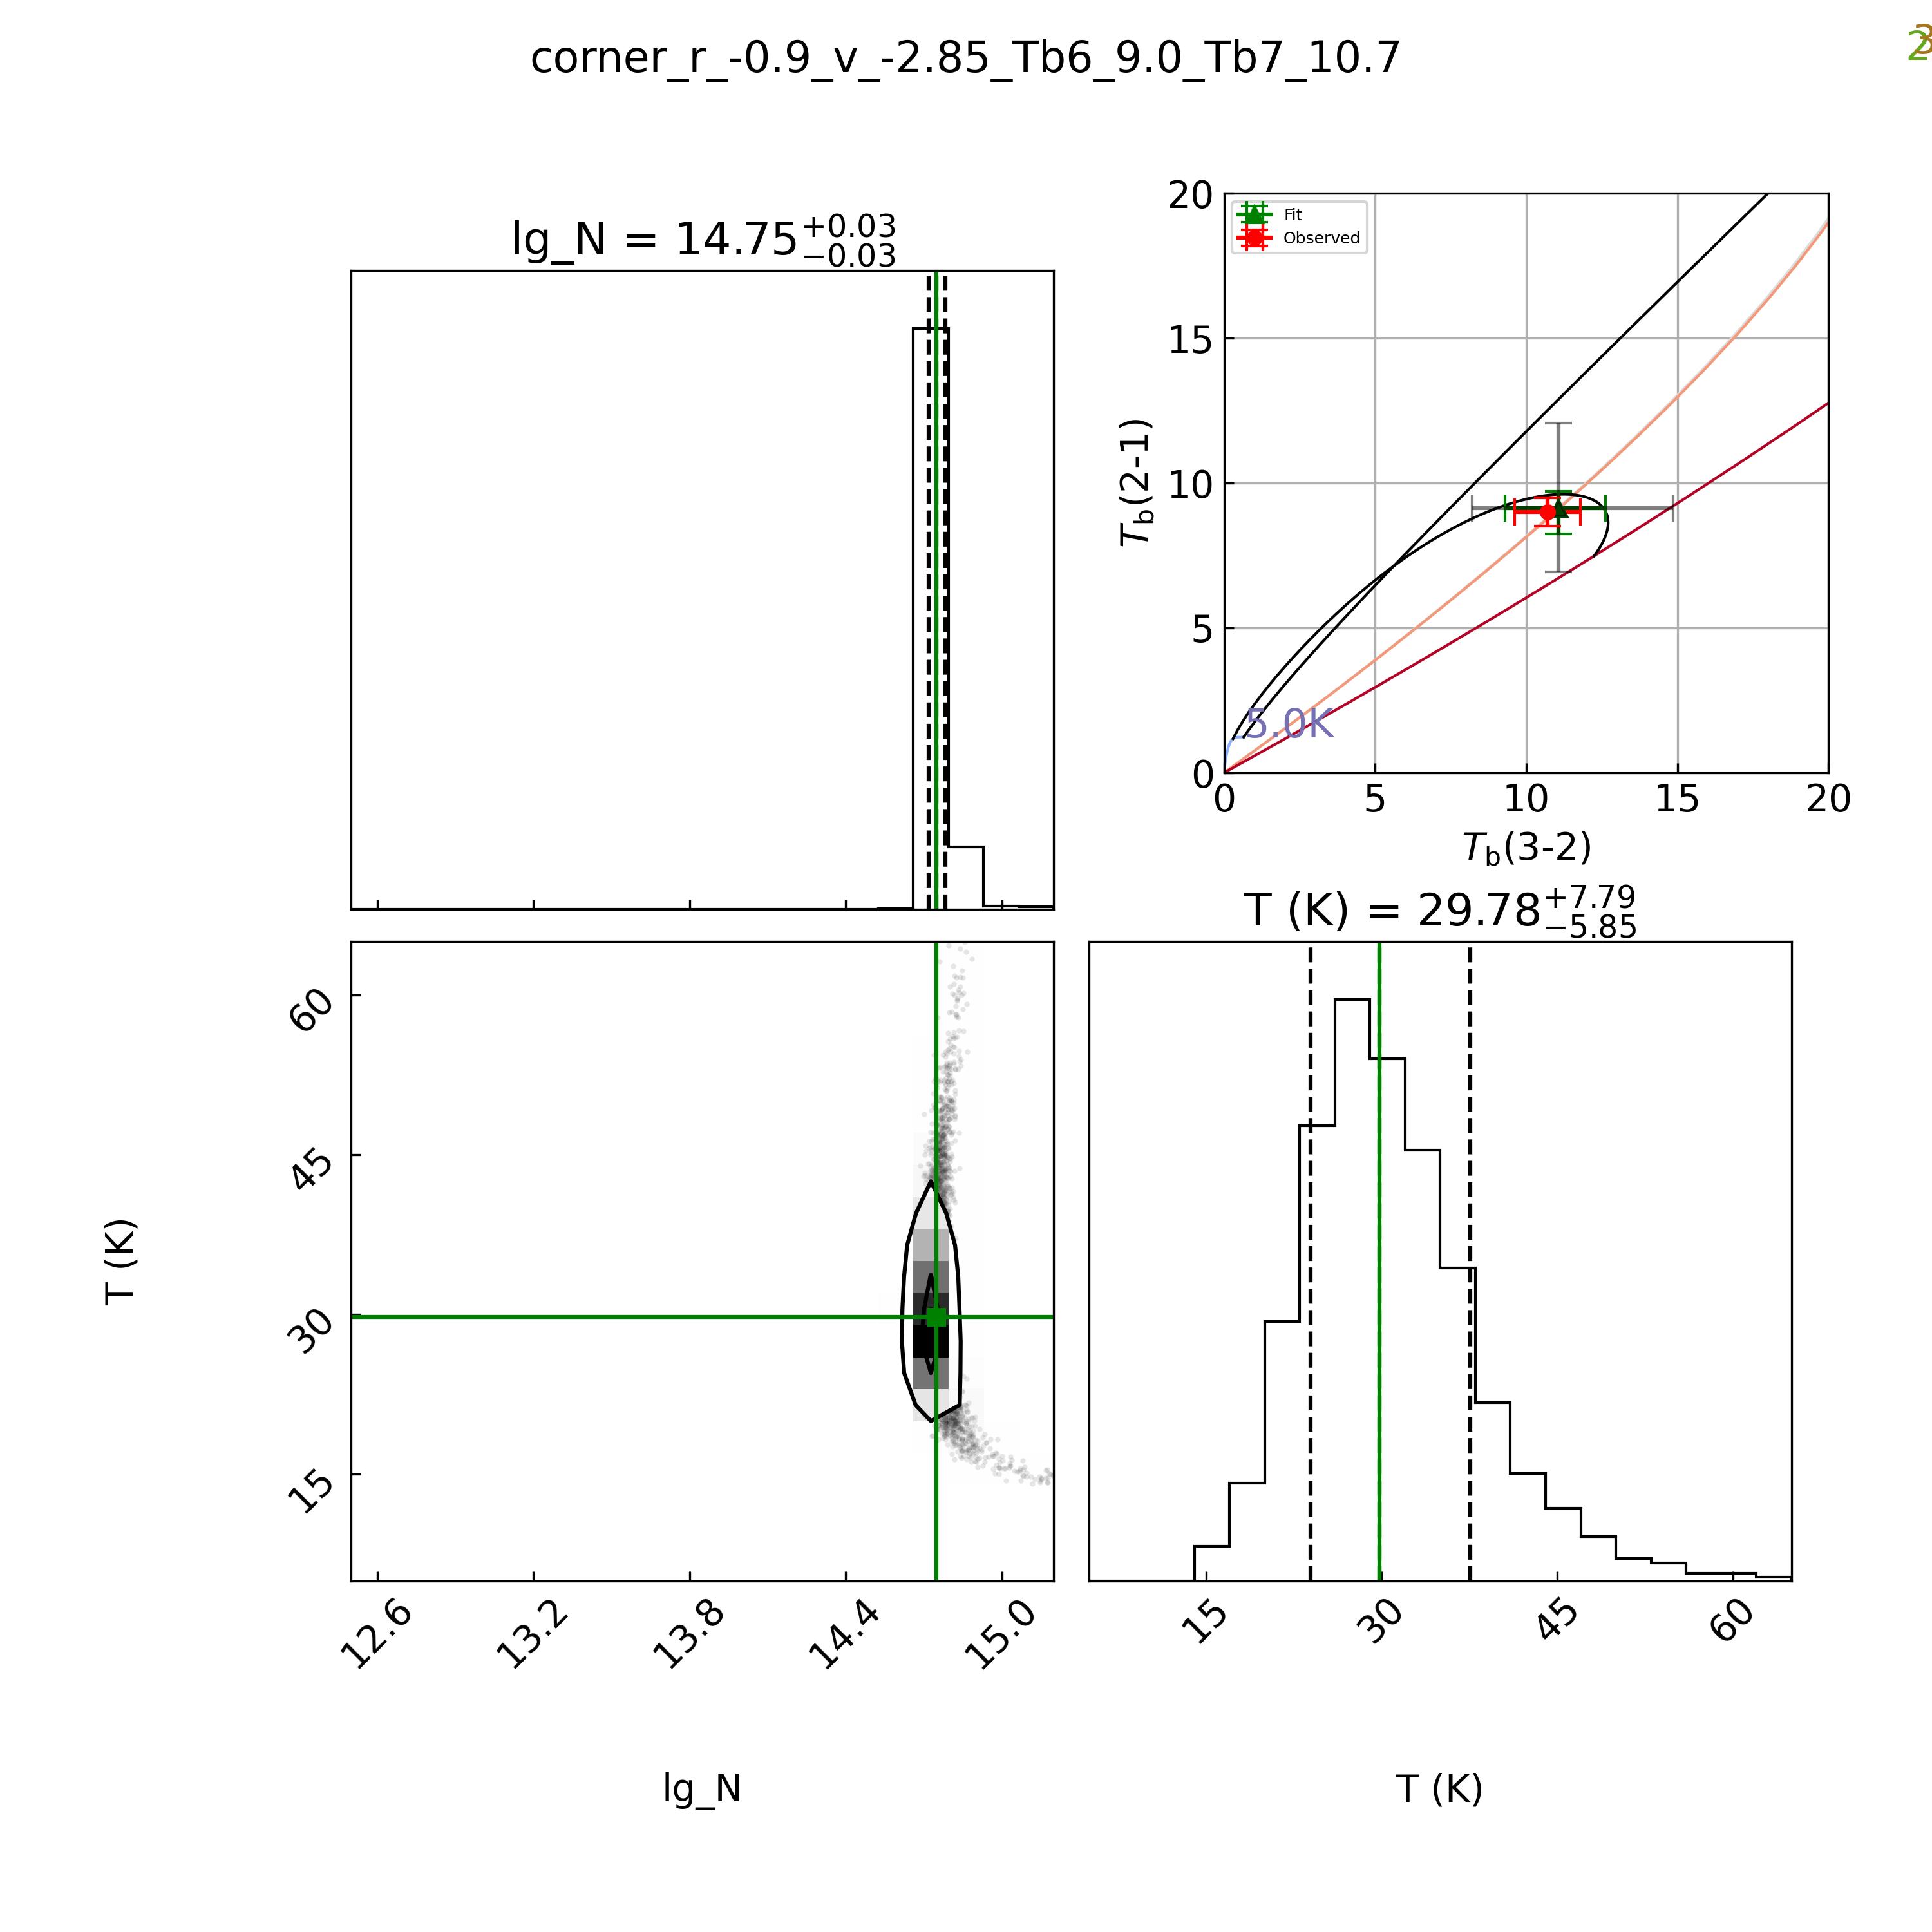 corner_r_-0.9_v_-2.85_Tb6_9.0_Tb7_10.7
2
lg_N = 14.75 +0.03 −0.03
20
15
10
5
0
T_b(2-1)
Fit
Observed
5.0K
0 5 10 15 20
T_b(3-2)
T (K) = 29.78 +7.79 −5.85
60
45
30
15
T (K)
12.6 13.2 13.8 14.4 15.0
lg_N
15 30 45 60
T (K)